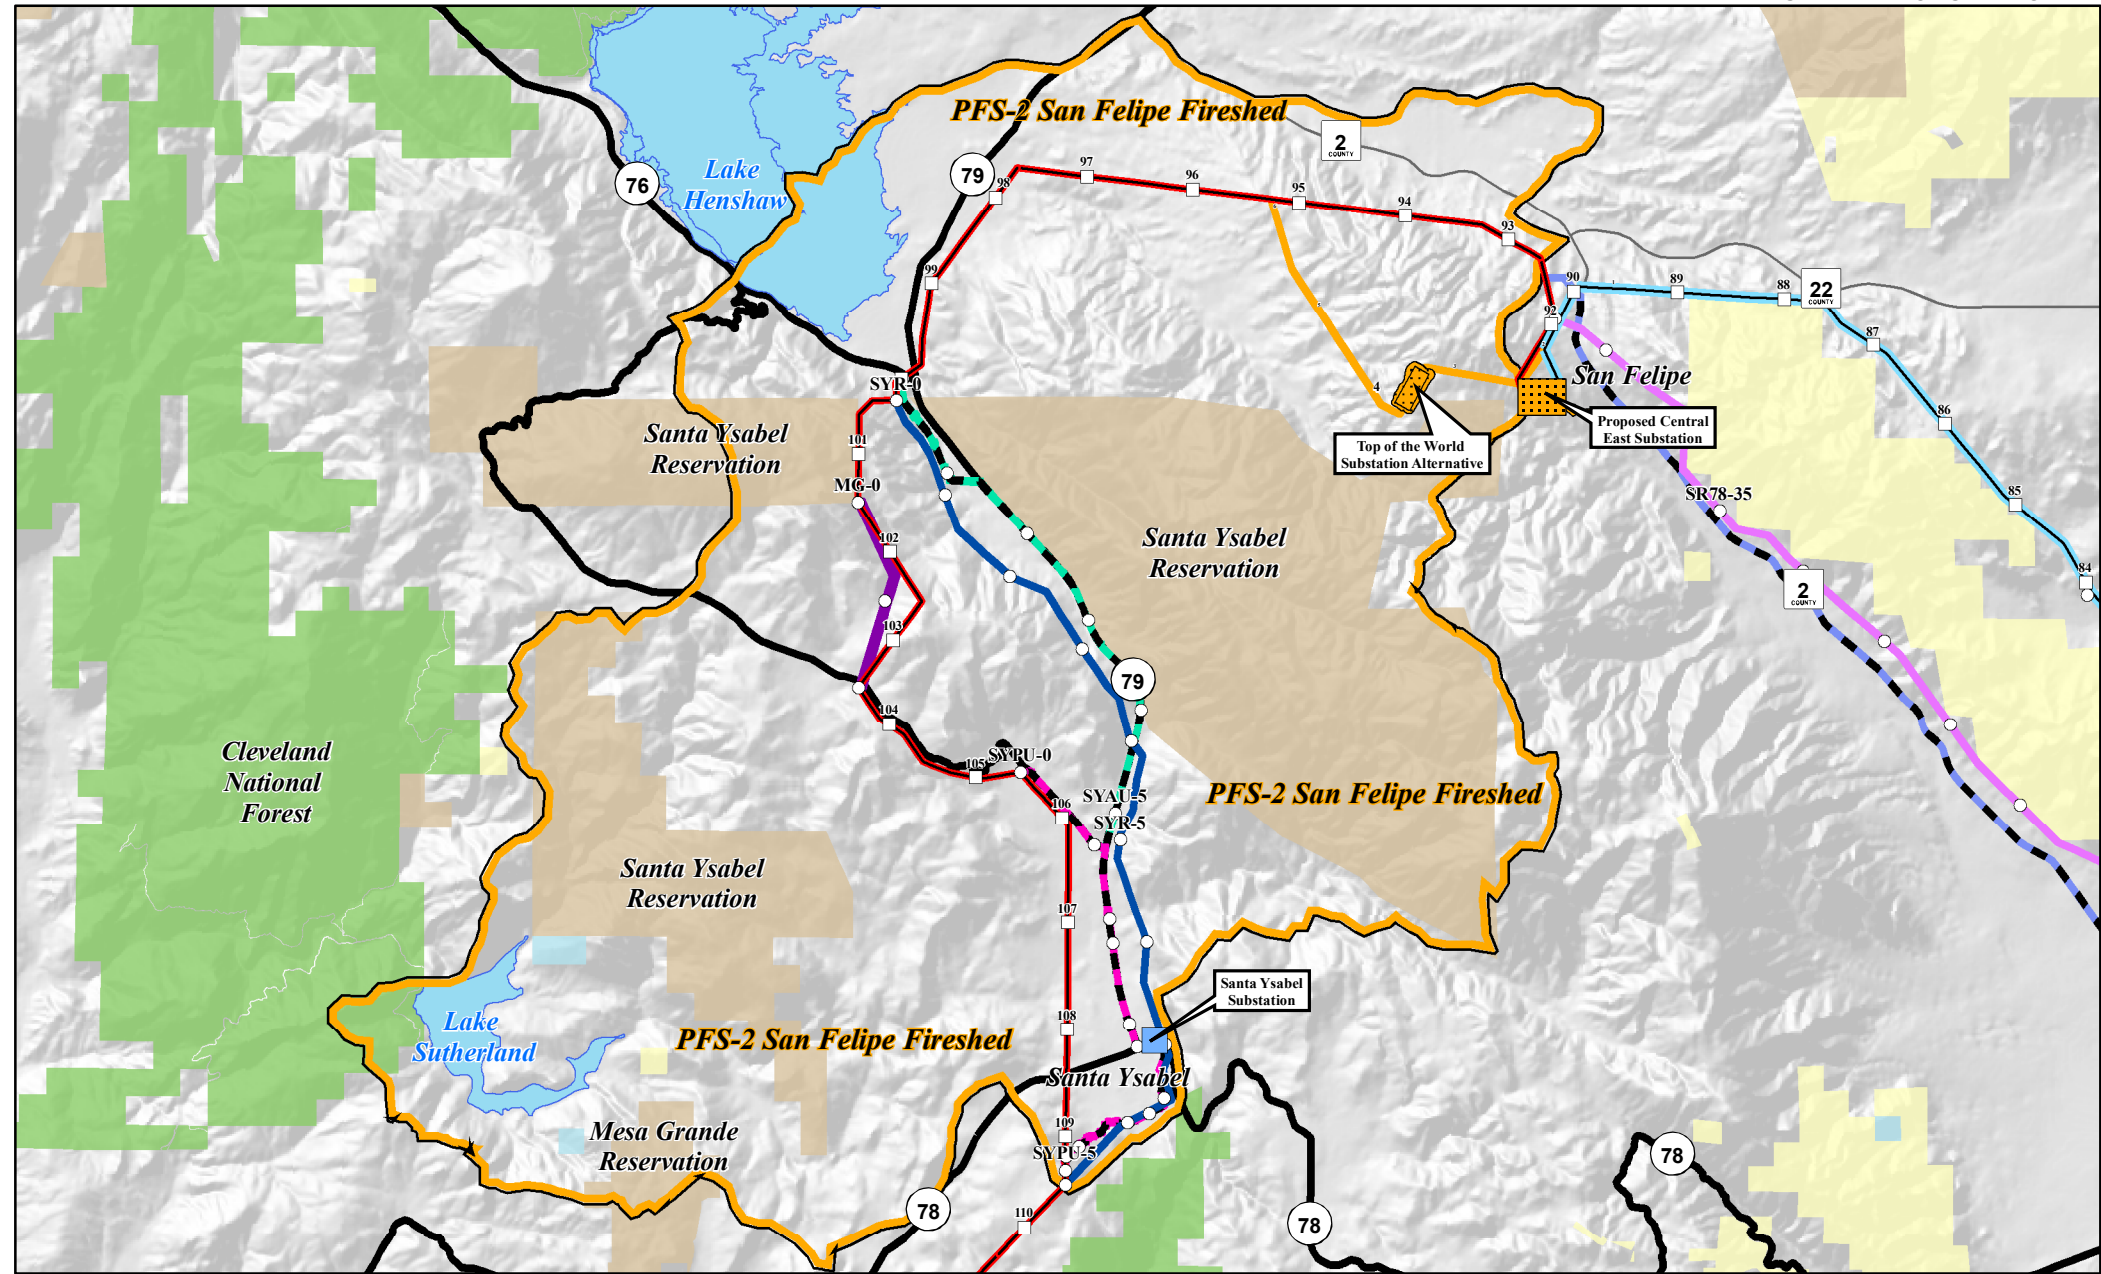 PFS-2 San Felipe Fireshed
2
COUNTY
97
79
98
96
95
94
93
76
Lake
Henshaw
99
90
89
88
22
COUNTY
92
87
SYR-0
4
3
San Felipe
86
Proposed Central
East Substation
Top of the World
Substation Alternative
Santa Ysabel
Reservation
101
MG-0
SR78-35
85
102
Santa Ysabel
Reservation
84
2
COUNTY
103
79
104
Cleveland
National
Forest
105
SYPU-0
106
SYAU-5
SYR-5
PFS-2 San Felipe Fireshed
Santa Ysabel
Reservation
107
Santa Ysabel
Substation
108
Lake
Sutherland
PFS-2 San Felipe Fireshed
Santa Ysabel
109
Mesa Grande
Reservation
SYPU-5
78
78
78
110